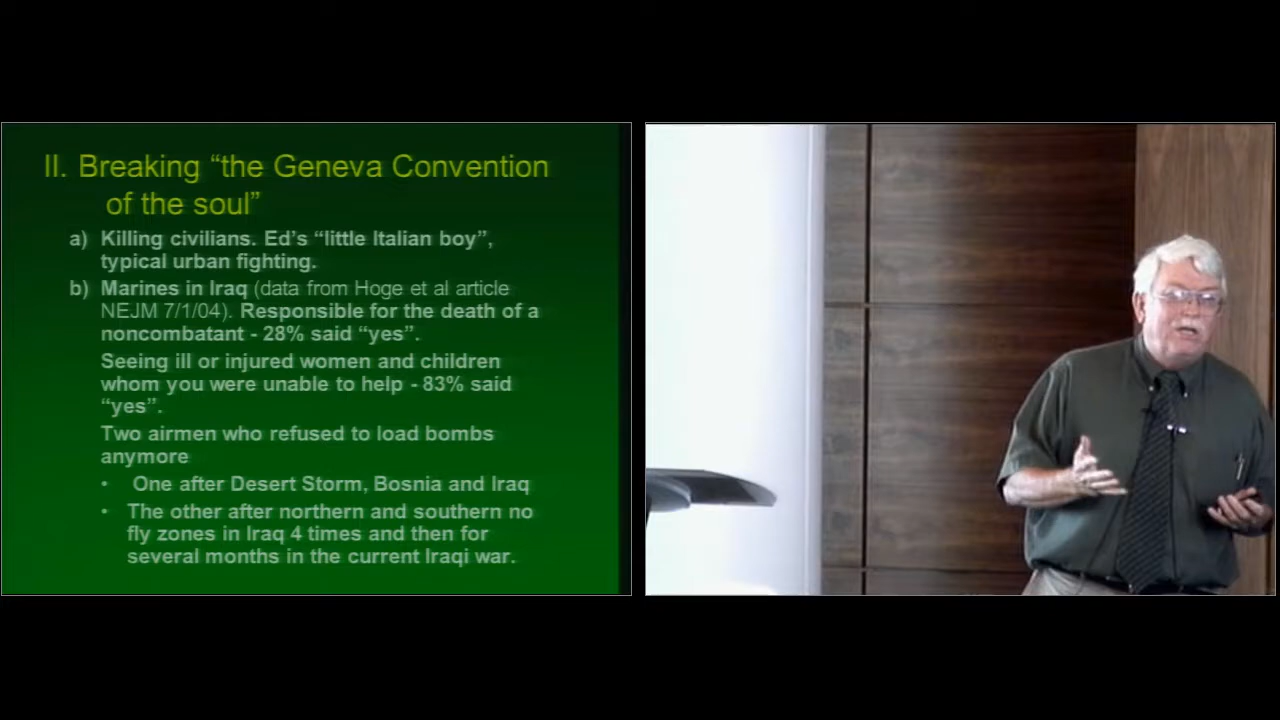 II. Breaking “the Geneva Convention
of the soul”
a) Killing civilians. Ed’s “little Italian boy”,
typical urban fighting.
b) Marines in Iraq (data from Hoge et al article
NEJM 7/1/04). Responsible for the death of a
noncombatant - 28% said “yes”.
Seeing ill or injured women and children
whom you were unable to help - 83% said
“yes”.
Two airmen who refused to load bombs
anymore
• One after Desert Storm, Bosnia and Iraq
• The other after northern and southern no
fly zones in Iraq 4 times and then for
several months in the current Iraqi war.